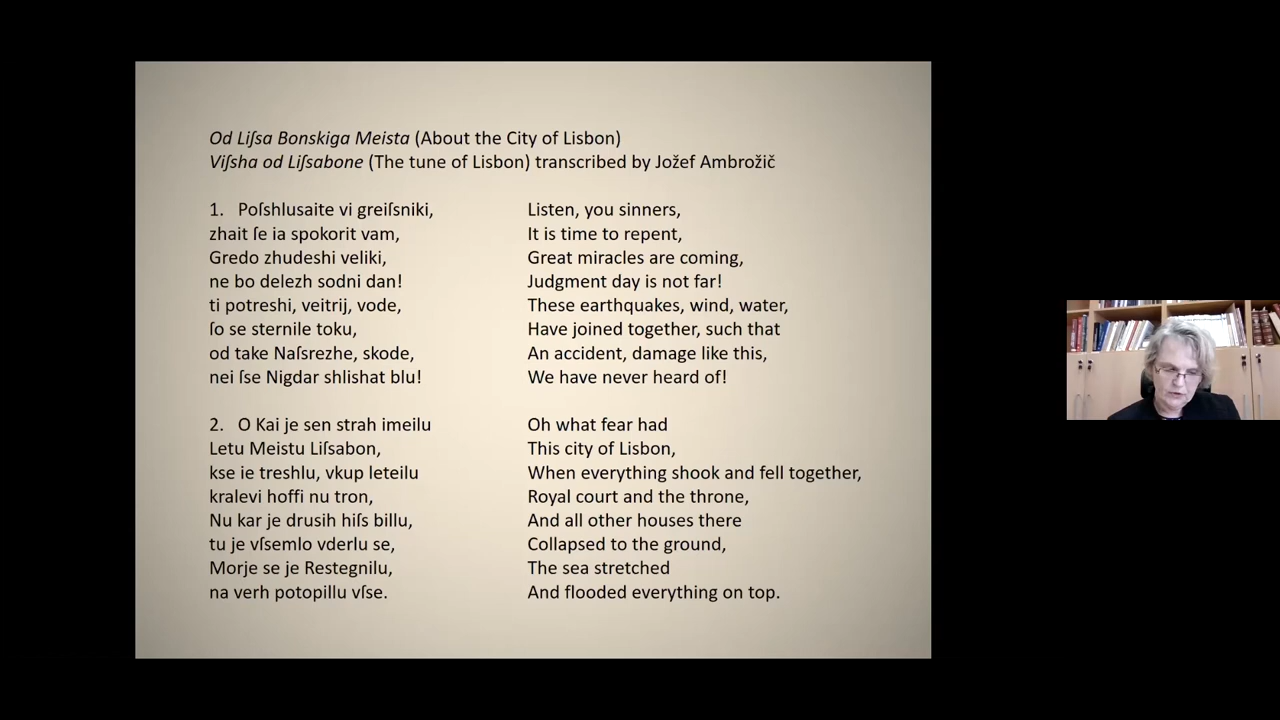 Od Liſsa Bonskiga Meista (About the City of Lisbon)
Viſsha od Liſsabone (The tune of Lisbon) transcribed by Jožef Ambrožič
1. Poſshlusaite vi greiſsniki,
zhait ſe ia spokorit vam,
Gredo zhudeshi veliki,
ne bo delezh sodni dan!
ti potreshi, veitrij, vode,
ſo se sternile toku,
od take Naſsrezhe, skode,
nei ſse Nigdar shlishat blu!
Listen, you sinners,
It is time to repent,
Great miracles are coming,
Judgment day is not far!
These earthquakes, wind, water,
Have joined together, such that
An accident, damage like this,
We have never heard of!
2. O Kai je sen strah imeilu
Letu Meistu Liſsabon,
kse ie treshlu, vkup leteilu
kralevi hoffi nu tron,
Nu kar je drusih hiſs billu,
tu je vſsemlo vderlu se,
Morje se je Restegnilu,
na verh potopillu vſse.
Oh what fear had
This city of Lisbon,
When everything shook and fell together,
Royal court and the throne,
And all other houses there
Collapsed to the ground,
The sea stretched
And flooded everything on top.